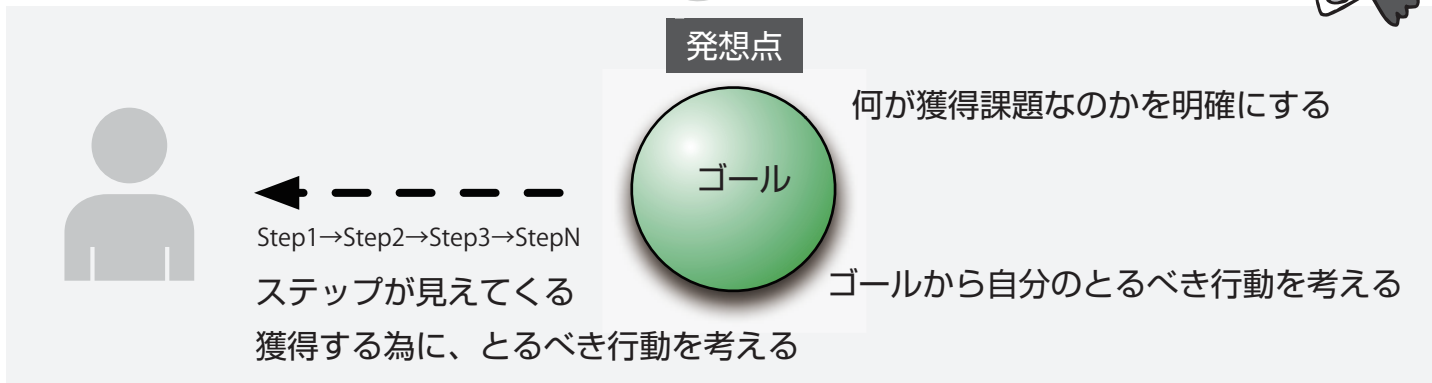 発想点
何が獲得課題なのかを明確にする
ゴール
Step1→Step2→Step3→StepN
ステップが見えてくる
ゴールから自分のとるべき行動を考える
獲得する為に、とるべき行動を考える